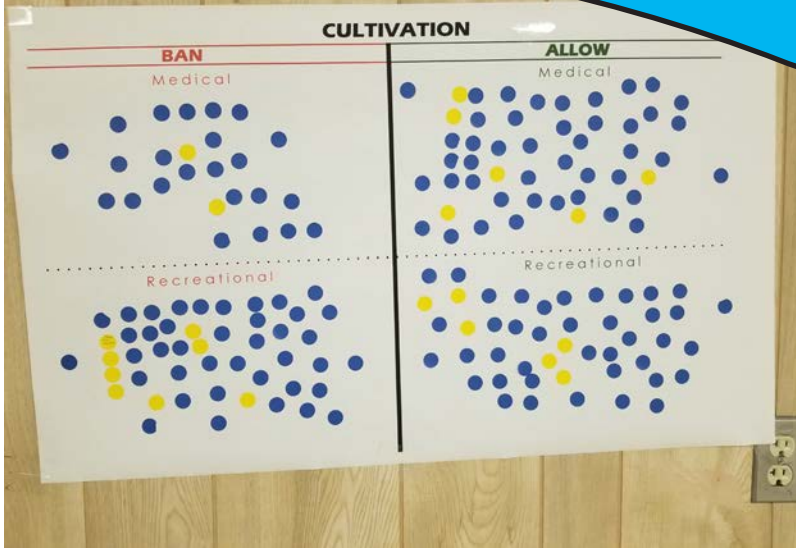 CULTIVATION
BAN
ALLOW
Medical
Medical
Recreational
Recreational